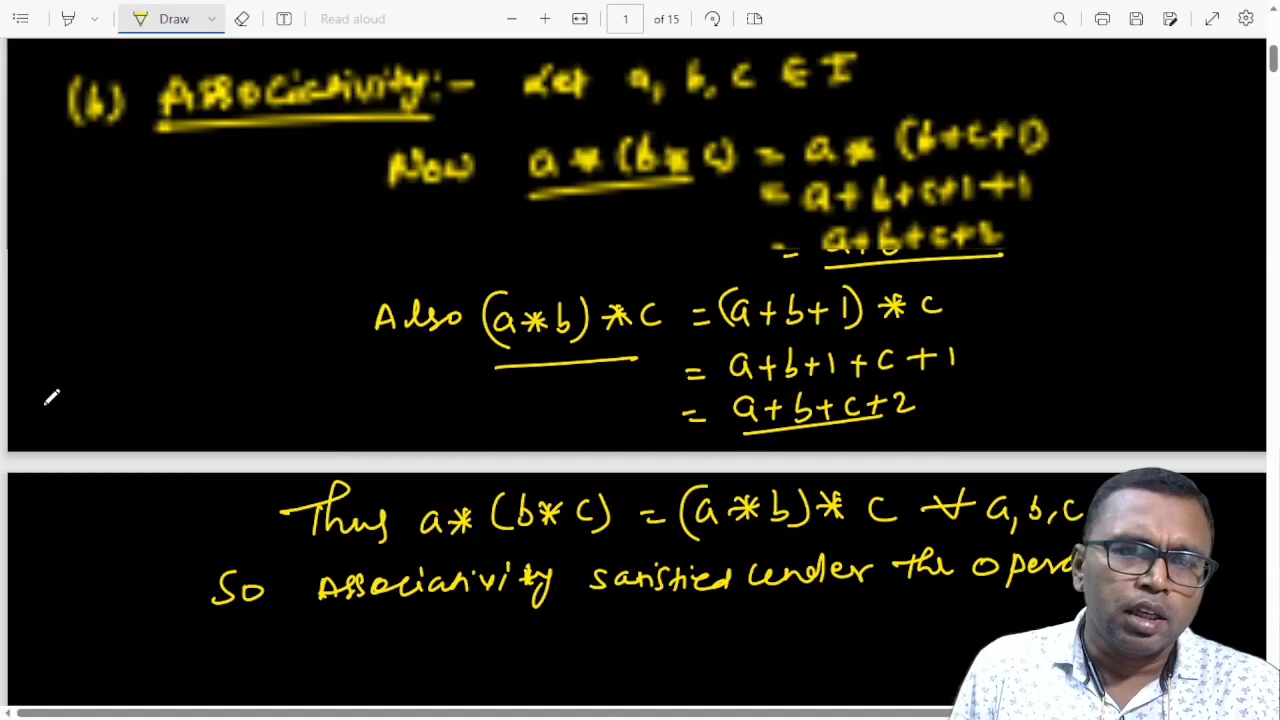 Draw
Read aloud
1 of 15
(b) Associativity :- Let a, b, c ∈ I
Now a * (b * c) = a * (b+c+1)
= a+b+c+1+1
= a+b+c+2
Also (a * b) * c = (a+b+1) * c
= a+b+1+c+1
= a+b+c+2
Thus a * (b * c) = (a * b) * c ∀ a, b, c
So Associativity satisfied under the opera